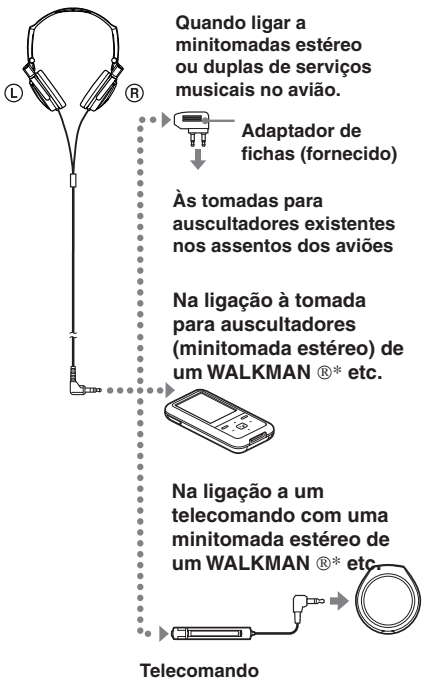 Quando ligar a
minitomadas estéreo
ou duplas de serviços
musicais no avião.
L
R
Adaptador de
fichas (fornecido)
Às tomadas para
auscultadores existentes
nos assentos dos aviões
Na ligação à tomada
para auscultadores
(minitomada estéreo) de
um WALKMAN ®* etc.
Na ligação a um
telecomando com uma
minitomada estéreo de
um WALKMAN ®* etc.
Telecomando